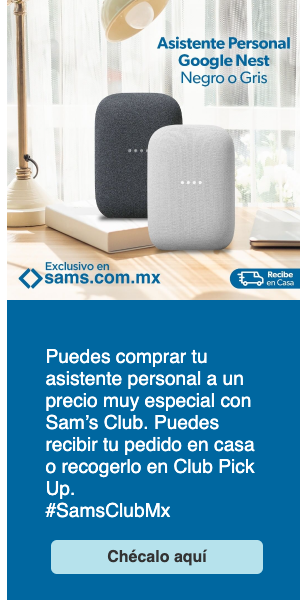 Asistente Personal
Google Nest
Negro o Gris
Exclusivo en
sams.com.mx
Recibe
en Casa
Puedes comprar tu
asistente personal a un
precio muy especial con
Sam’s Club. Puedes
recibir tu pedido en casa
o recogerlo en Club Pick
Up.
#SamsClubMx
Chécalo aquí